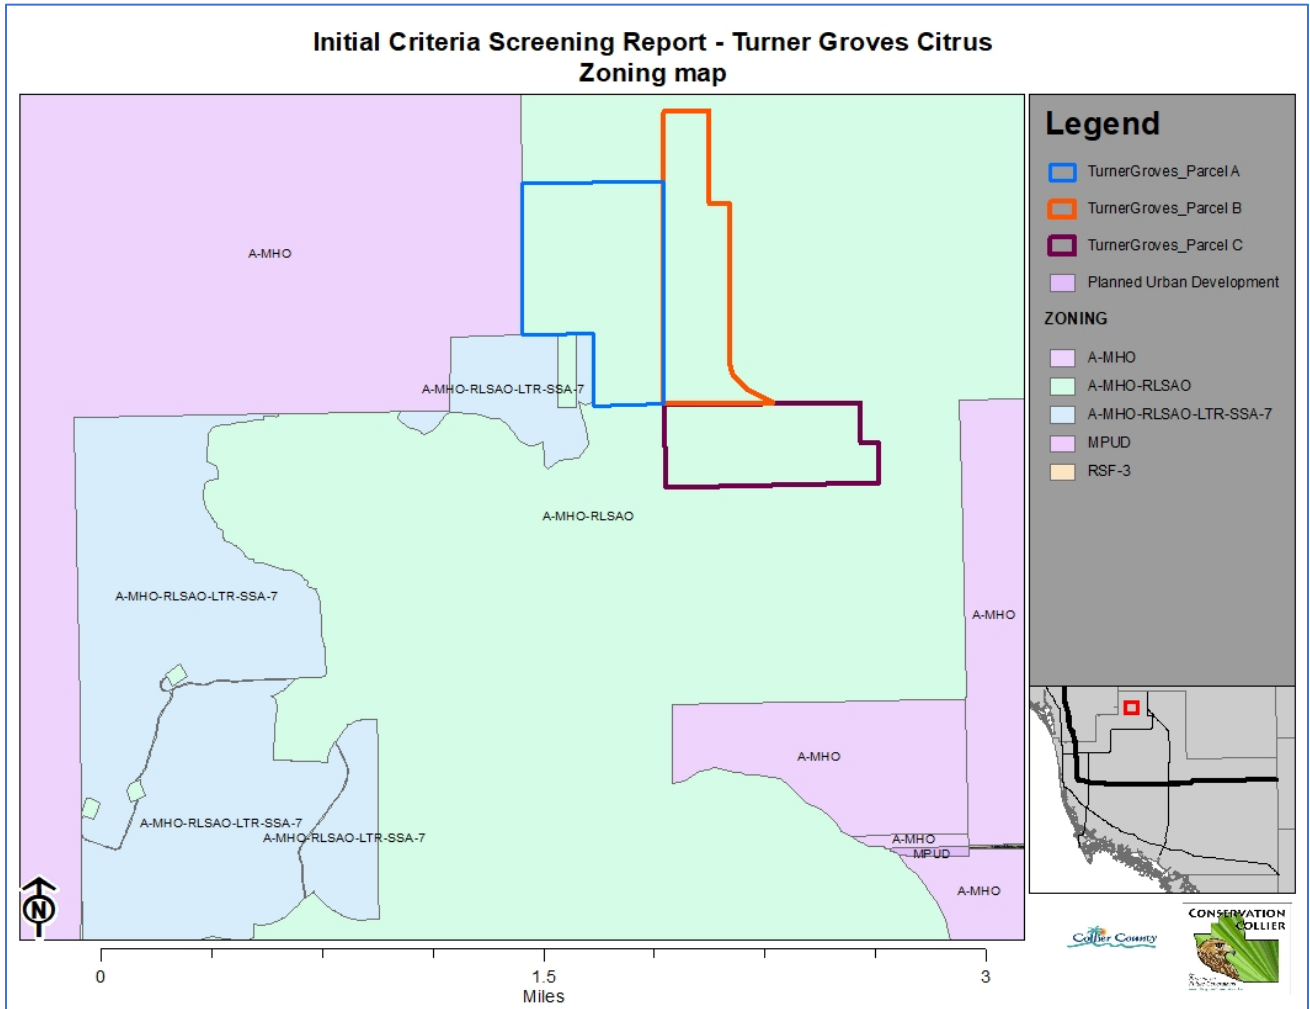 Initial Criteria Screening Report - Turner Groves Citrus
Zoning map
A-MHO
A-MHO-RLSAO-LTR-SSA-7
A-MHO-RLSAO
A-MHO-RLSAO-LTR-SSA-7
A-MHO
A-MHO
A-MHO-RLSAO-LTR-SSA-7
A-MHO-RLSAO-LTR-SSA-7
A-MHO
MPUD
A-MHO
N
0
1.5
3
Miles
Legend
TurnerGroves_Parcel A
TurnerGroves_Parcel B
TurnerGroves_Parcel C
Planned Urban Development
ZONING
A-MHO
A-MHO-RLSAO
A-MHO-RLSAO-LTR-SSA-7
MPUD
RSF-3
Collier County
CONSERVATION
COLLIER